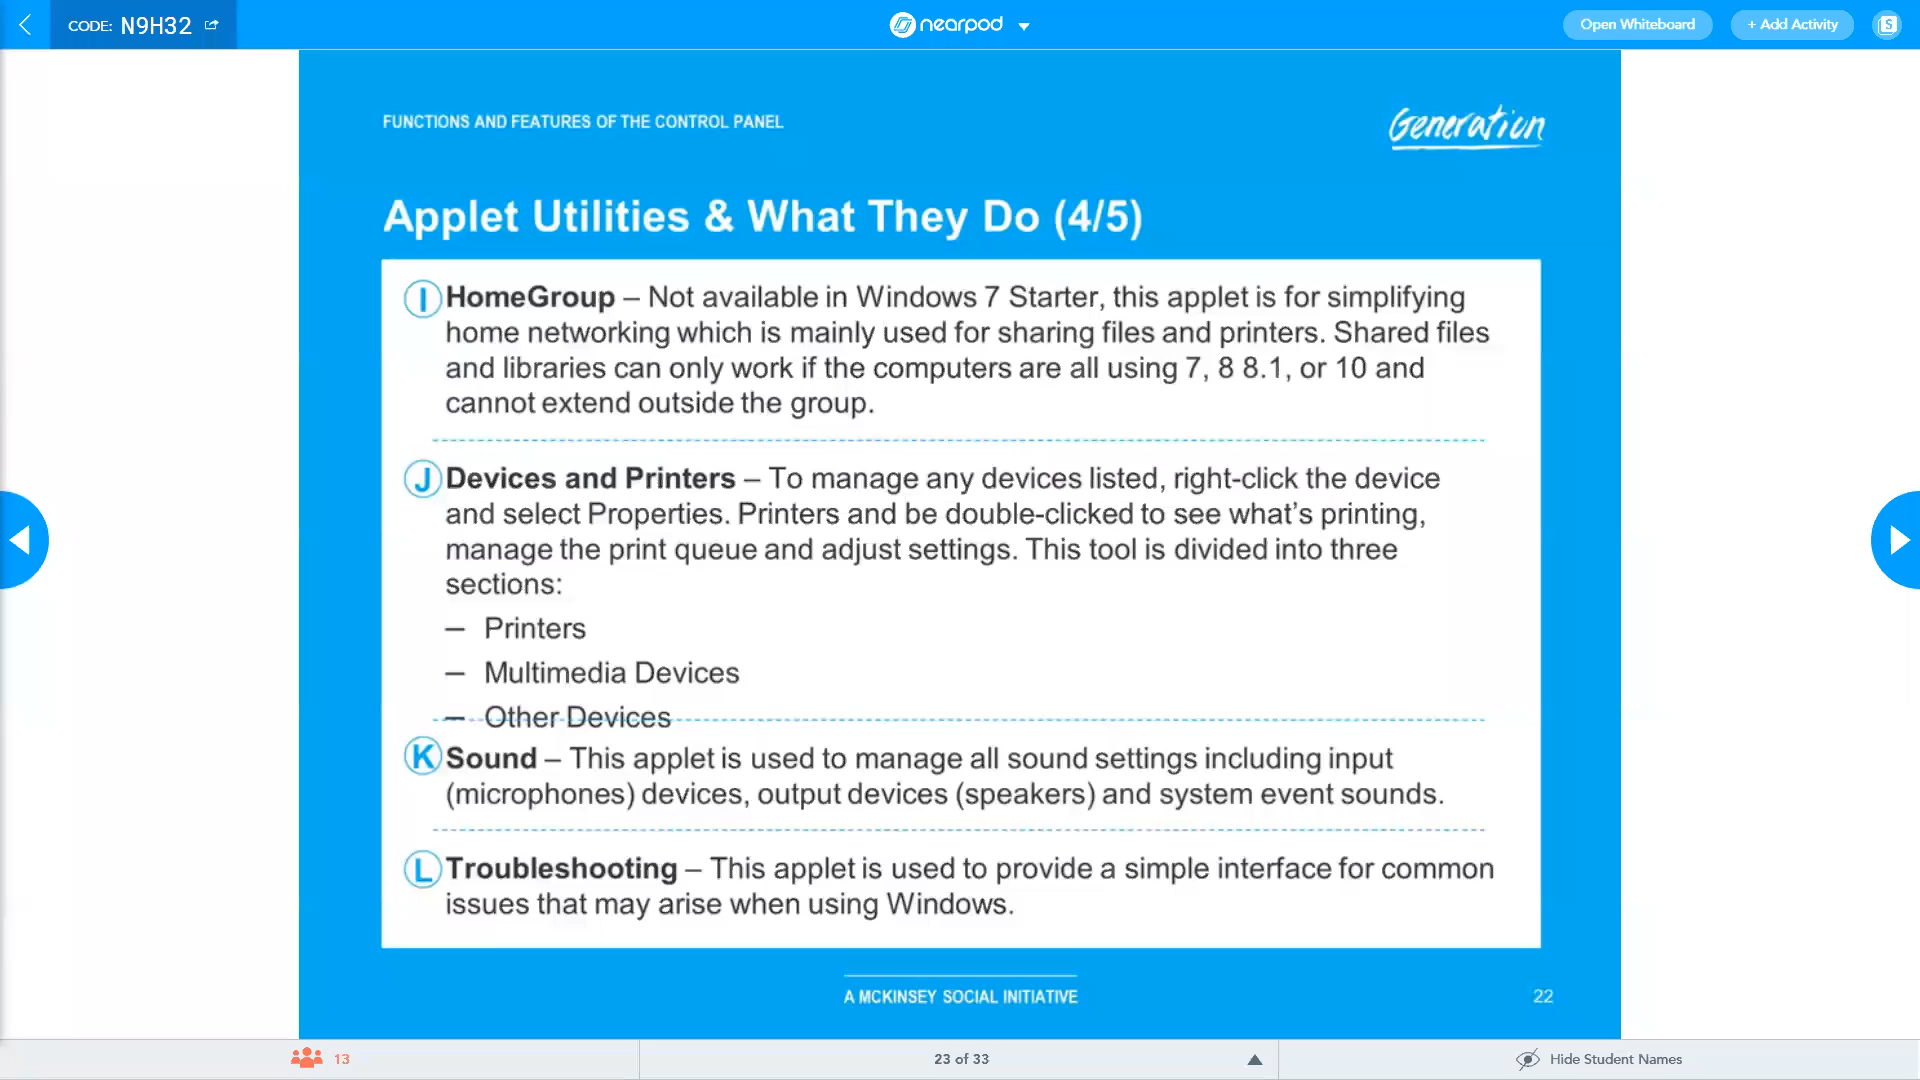 CODE: N9H32
nearpod
Open Whiteboard
+ Add Activity
S
FUNCTIONS AND FEATURES OF THE CONTROL PANEL
Generation
Applet Utilities & What They Do (4/5)
I HomeGroup – Not available in Windows 7 Starter, this applet is for simplifying
home networking which is mainly used for sharing files and printers. Shared files
and libraries can only work if the computers are all using 7, 8 8.1, or 10 and
cannot extend outside the group.
J Devices and Printers – To manage any devices listed, right-click the device
and select Properties. Printers and be double-clicked to see what’s printing,
manage the print queue and adjust settings. This tool is divided into three
sections:
– Printers
– Multimedia Devices
– Other Devices
K Sound – This applet is used to manage all sound settings including input
(microphones) devices, output devices (speakers) and system event sounds.
L Troubleshooting – This applet is used to provide a simple interface for common
issues that may arise when using Windows.
A MCKINSEY SOCIAL INITIATIVE
22
13
23 of 33
Hide Student Names